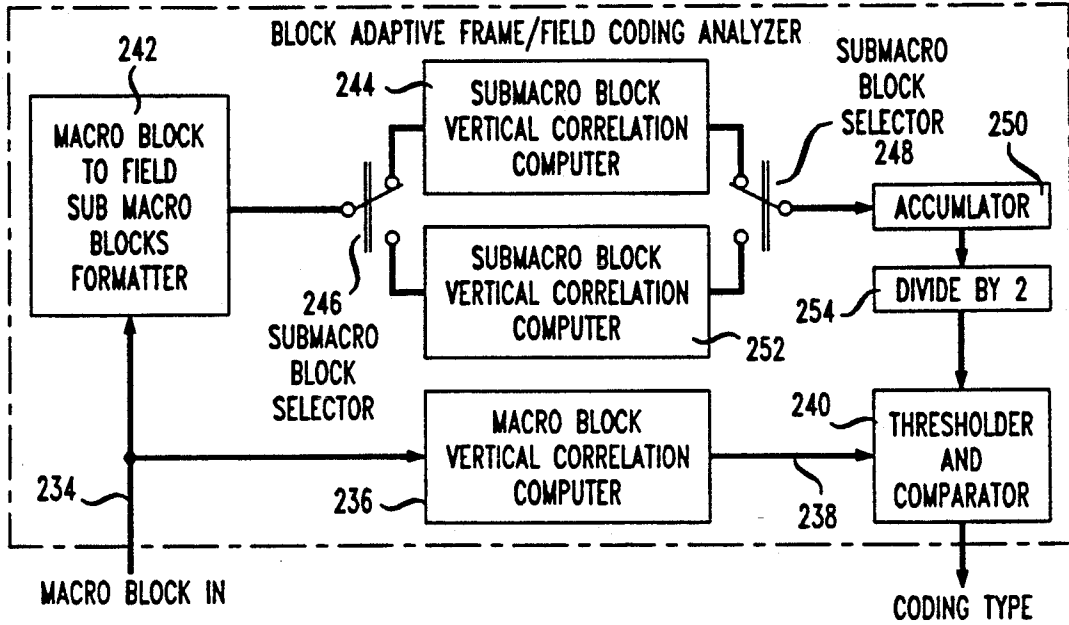 BLOCK ADAPTIVE FRAME/FIELD CODING ANALYZER
242
MACRO BLOCK
TO FIELD
SUB MACRO
BLOCKS
FORMATTER
244
SUBMACRO BLOCK
VERTICAL CORRELATION
COMPUTER
SUBMACRO
BLOCK
SELECTOR
248
250
ACCUMLATOR
246
SUBMACRO
BLOCK
SELECTOR
SUBMACRO BLOCK
VERTICAL CORRELATION
COMPUTER
252
254
DIVIDE BY 2
234
236
MACRO BLOCK
VERTICAL CORRELATION
COMPUTER
238
240
THRESHOLDER
AND
COMPARATOR
MACRO BLOCK IN
CODING TYPE